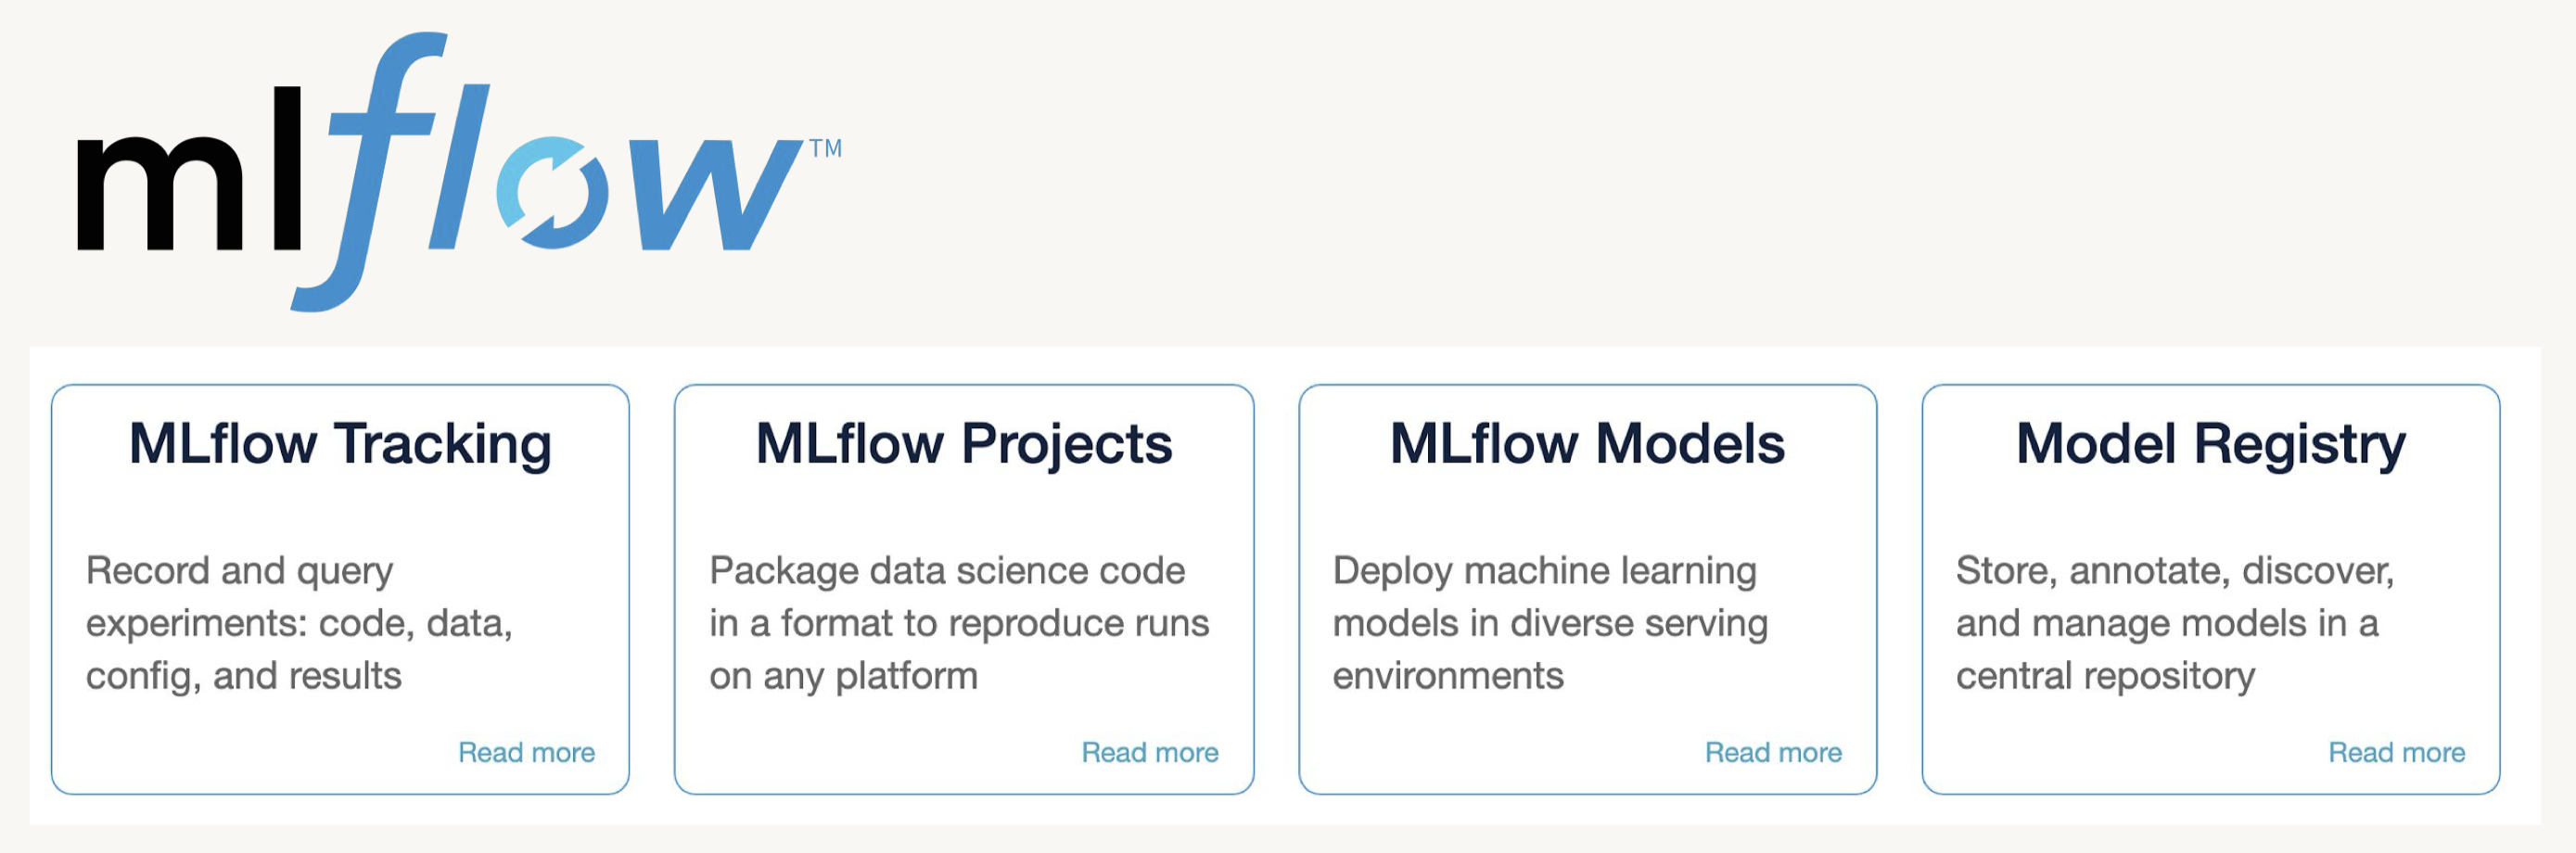 mlflow™
MLflow Tracking
Record and query
experiments: code, data,
config, and results
Read more
MLflow Projects
Package data science code
in a format to reproduce runs
on any platform
Read more
MLflow Models
Deploy machine learning
models in diverse serving
environments
Read more
Model Registry
Store, annotate, discover,
and manage models in a
central repository
Read more